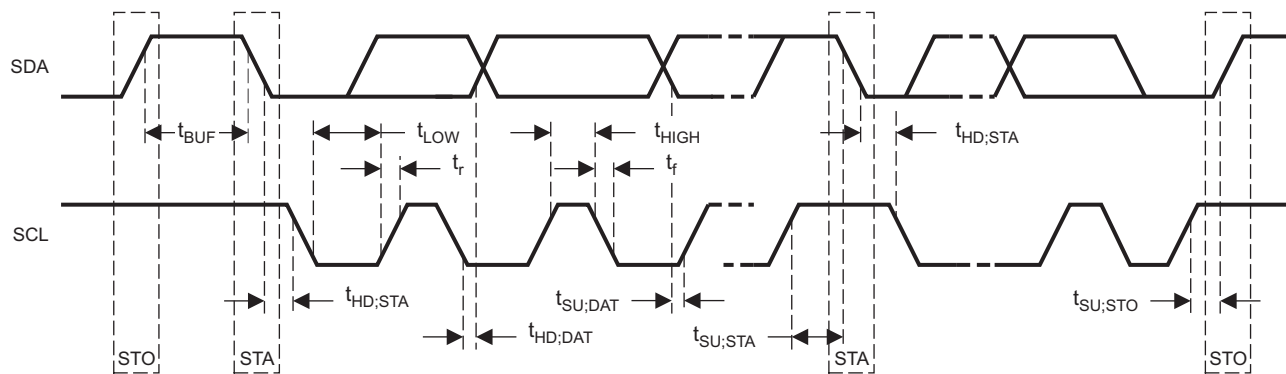 SDA
t_BUF
t_LOW
t_HIGH
t_HD;STA
t_r
t_f
SCL
t_HD;STA
t_SU;DAT
t_SU;STO
t_HD;DAT
t_SU;STA
STO
STA
STA
STO